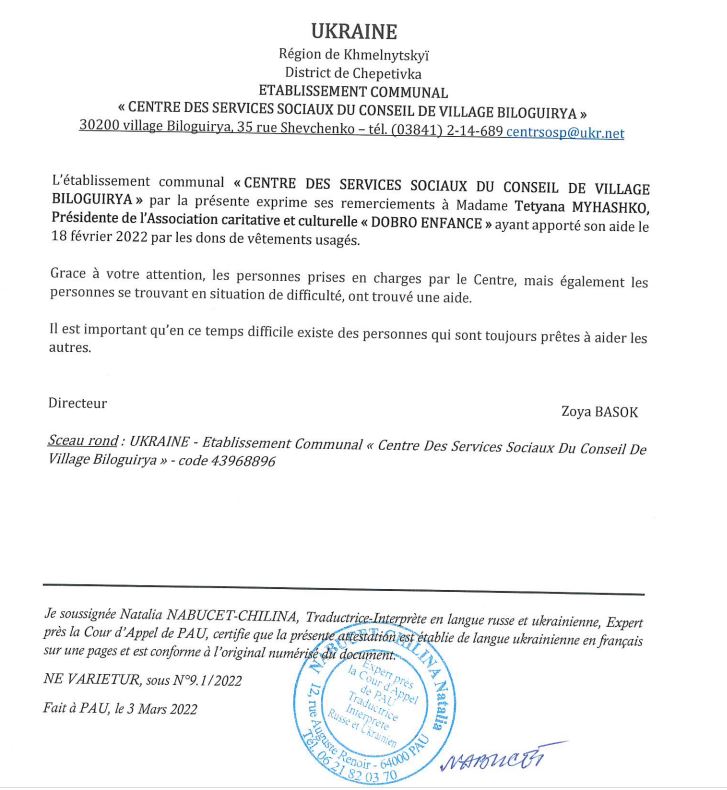 UKRAINE
Région de Khmelnytskyï
District de Chepetivka
ETABLISSEMENT COMMUNAL
« CENTRE DES SERVICES SOCIAUX DU CONSEIL DE VILLAGE BILOGUIRYA »
30200 village Biloguirya, 35 rue Shevchenko – tél. (03841) 2-14-689 centrsosp@ukr.net
L'établissement communal « CENTRE DES SERVICES SOCIAUX DU CONSEIL DE VILLAGE
BILOGUIRYA » par la présente exprime ses remerciements à Madame Tetyana MYHASHKO,
Présidente de l'Association caritative et culturelle « DOBRO ENFANCE » ayant apporté son aide le
18 février 2022 par les dons de vêtements usagés.
Grace à votre attention, les personnes prises en charges par le Centre, mais également les
personnes se trouvant en situation de difficulté, ont trouvé une aide.
Il est important qu'en ce temps difficile existe des personnes qui sont toujours prêtes à aider les
autres.
Directeur
Zoya BASOK
Sceau rond : UKRAINE - Etablissement Communal « Centre Des Services Sociaux Du Conseil De
Village Biloguirya » - code 43968896
Je soussignée Natalia NABUCET-CHILINA, Traductrice-Interprète en langue russe et ukrainienne, Expert
près la Cour d'Appel de PAU, certifie que la présente attestation est établie de langue ukrainienne en français
sur une pages et est conforme à l'original numérisé du document.
NE VARIETUR, sous N°9.1/2022
Fait à PAU, le 3 Mars 2022
NABUCET-CHILINA Natalia
12, rue Auguste Renoir - 64000 PAU
Tél. 06 21 82 03 70
Expert près
la Cour d'Appel
de PAU
Traductrice
Interprète
Russe et Ukrainien
NABUCET